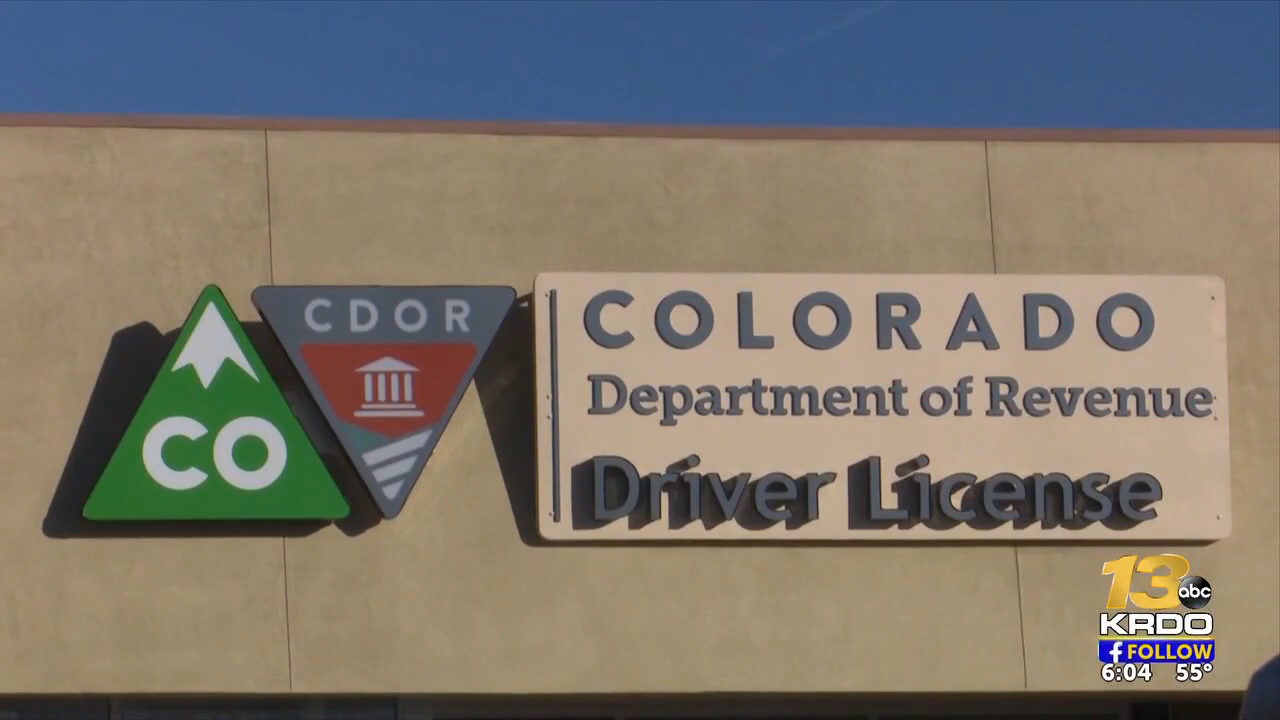 CO
CDOR
COLORADO
Department of Revenue
Driver License
13
abc
KRDO
f FOLLOW
6:04 55°